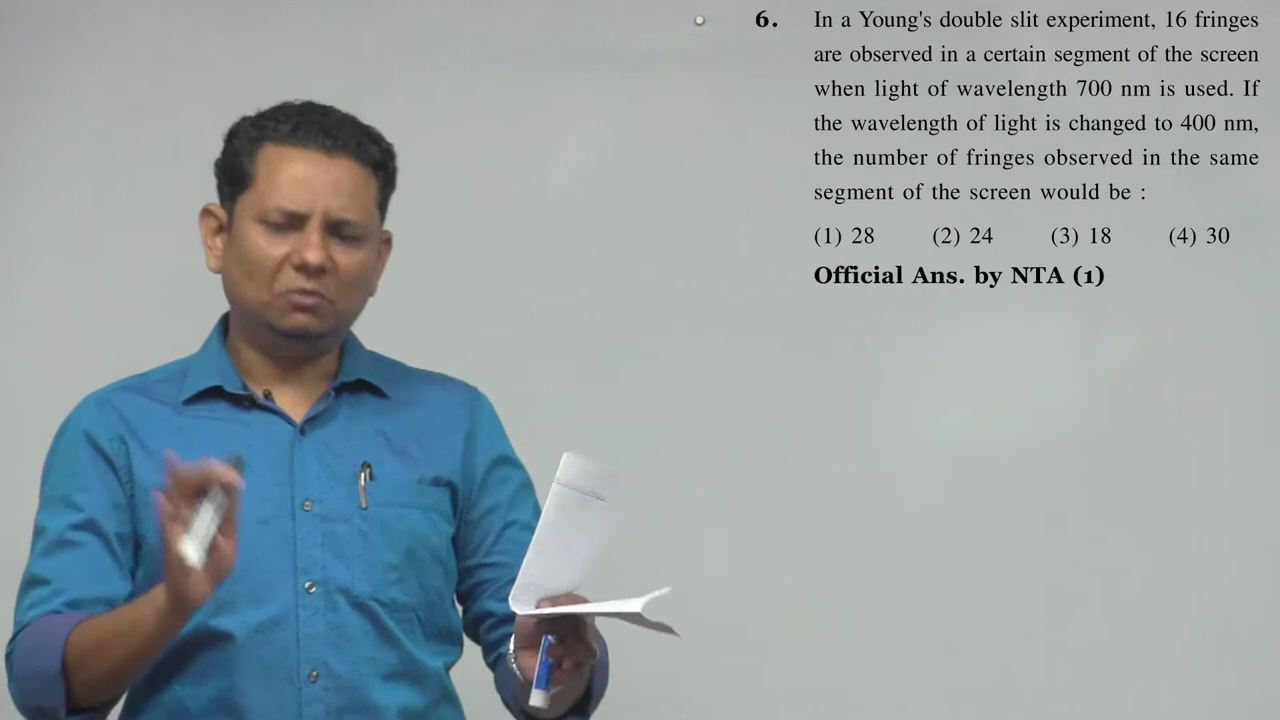 6. In a Young's double slit experiment, 16 fringes
are observed in a certain segment of the screen
when light of wavelength 700 nm is used. If
the wavelength of light is changed to 400 nm,
the number of fringes observed in the same
segment of the screen would be :
(1) 28 (2) 24 (3) 18 (4) 30
Official Ans. by NTA (1)